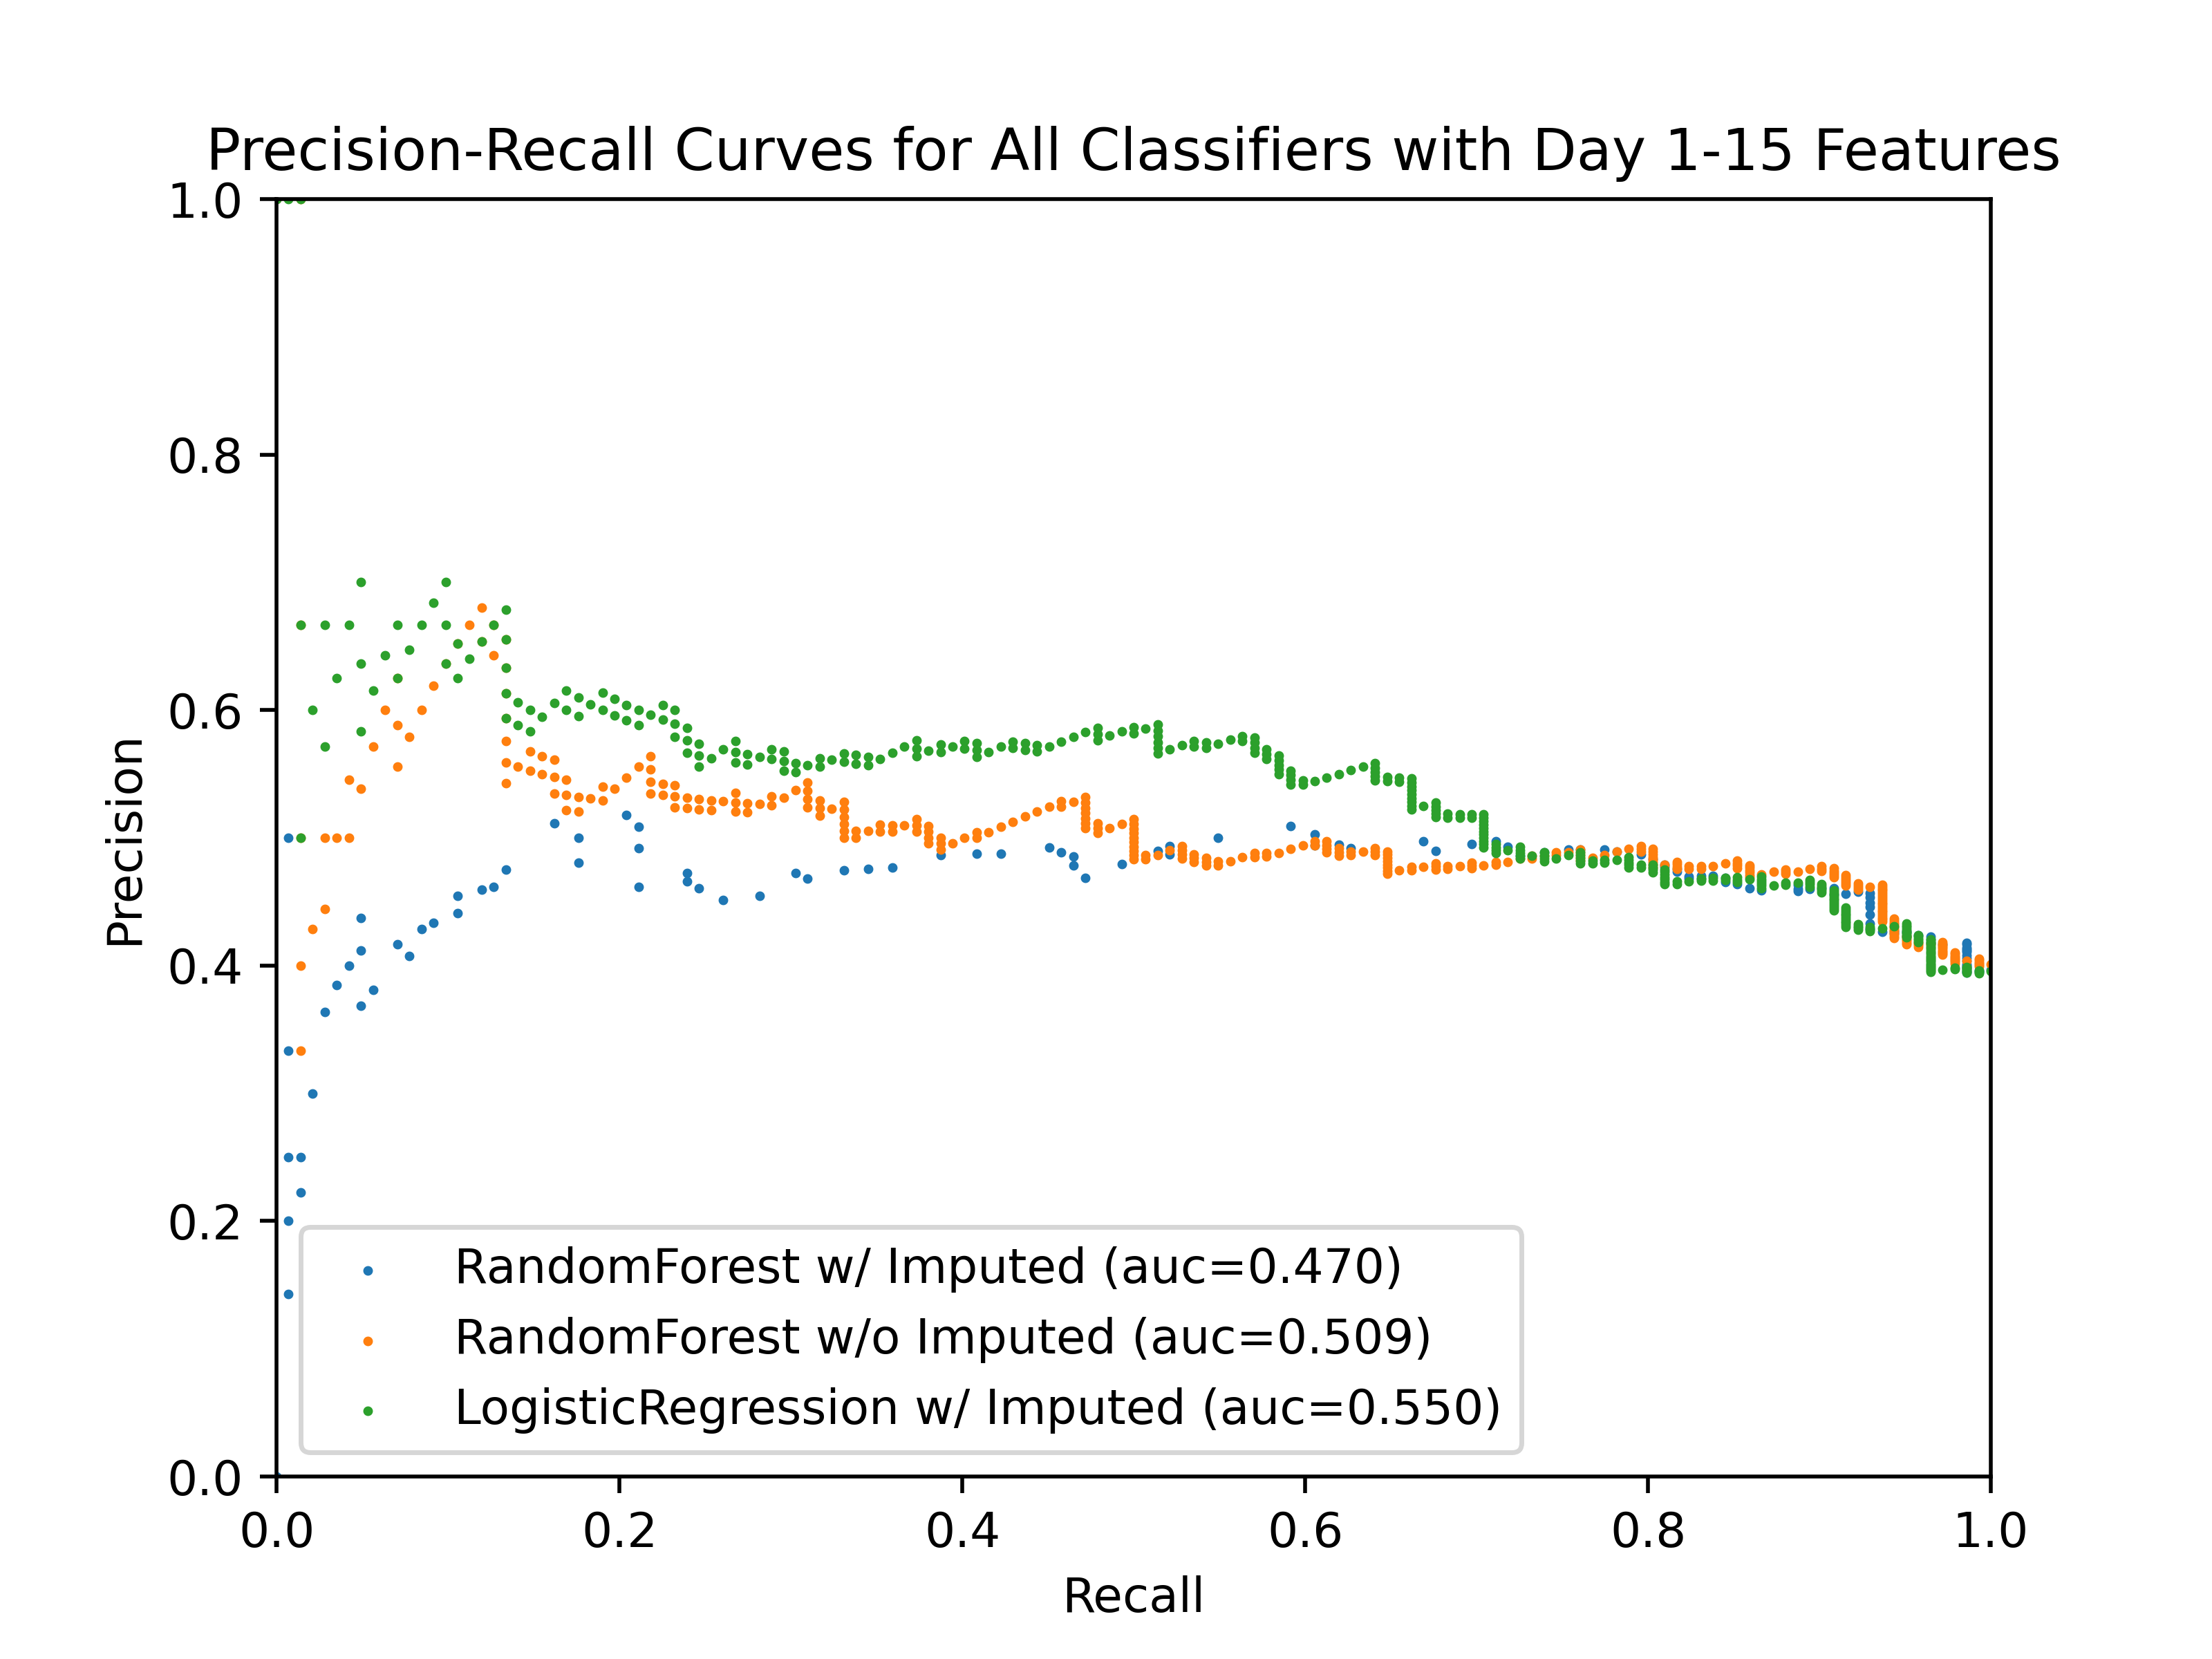 Precision-Recall Curves for All Classifiers with Day 1-15 Features
1.0
0.8
0.6
0.4
0.2
0.0
Precision
RandomForest w/ Imputed (auc=0.470)
RandomForest w/o Imputed (auc=0.509)
LogisticRegression w/ Imputed (auc=0.550)
0.0 0.2 0.4 0.6 0.8 1.0
Recall